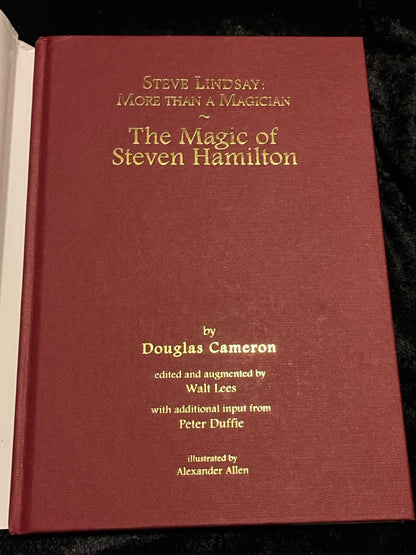 STEVE LINDSAY:
MORE THAN A MAGICIAN
~
The Magic of
Steven Hamilton
by
Douglas Cameron
edited and augmented by
Walt Lees
with additional input from
Peter Duffie
illustrated by
Alexander Allen